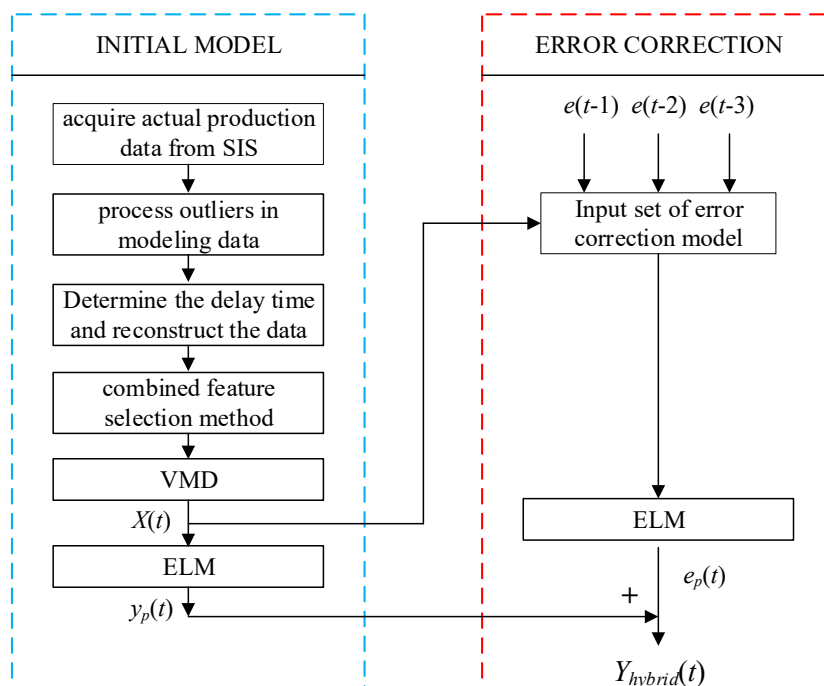 INITIAL MODEL
acquire actual production
data from SIS
process outliers in
modeling data
Determine the delay time
and reconstruct the data
combined feature
selection method
VMD
X(t)
ELM
y_p(t)
ERROR CORRECTION
e(t-1) e(t-2) e(t-3)
Input set of error
correction model
ELM
e_p(t)
+
Y_hybrid(t)